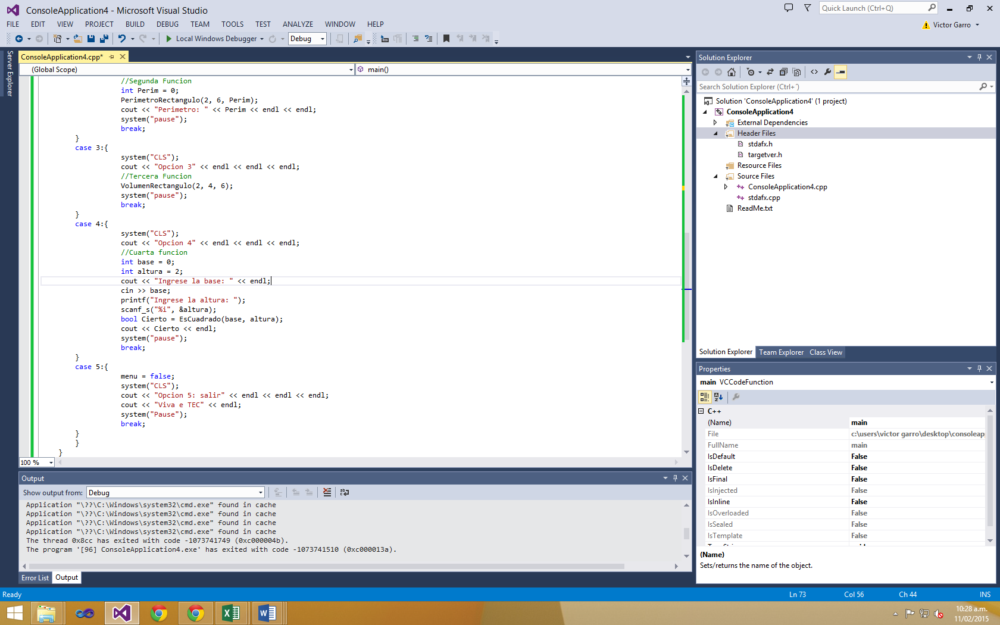 ConsoleApplication4 - Microsoft Visual Studio
Quick Launch (Ctrl+Q)
FILE EDIT VIEW PROJECT BUILD DEBUG TEAM TOOLS TEST ANALYZE WINDOW HELP
Victor Garro
Local Windows Debugger
Debug
Server Explorer
ConsoleApplication4.cpp*
(Global Scope)
main()
//Segunda Funcion
int Perim = 0;
PerimetroRectangulo(2, 6, Perim);
cout << "Perimetro: " << Perim << endl << endl;
system("pause");
break;
}
case 3:{
system("CLS");
cout << "Opcion 3" << endl << endl << endl;
//Tercera Funcion
VolumenRectangulo(2, 4, 6);
system("pause");
break;
}
case 4:{
system("CLS");
cout << "Opcion 4" << endl << endl << endl;
//Cuarta funcion
int base = 0;
int altura = 2;
cout << "Ingrese la base: " << endl;
cin >> base;
printf("Ingrese la altura: ");
scanf_s("%i", &altura);
bool Cierto = EsCuadrado(base, altura);
cout << Cierto << endl;
system("pause");
break;
}
case 5:{
menu = false;
system("CLS");
cout << "Opcion 5: salir" << endl << endl << endl;
cout << "Viva e TEC" << endl;
system("Pause");
break;
}
}
}
100 %
Output
Show output from: Debug
Application "\??\C:\Windows\system32\cmd.exe" found in cache
Application "\??\C:\Windows\system32\cmd.exe" found in cache
Application "\??\C:\Windows\system32\cmd.exe" found in cache
Application "\??\C:\Windows\system32\cmd.exe" found in cache
The thread 0x8cc has exited with code -1073741749 (0xc000004b).
The program '[96] ConsoleApplication4.exe' has exited with code -1073741510 (0xc000013a).
Error List Output
Solution Explorer
Search Solution Explorer (Ctrl+´)
Solution 'ConsoleApplication4' (1 project)
ConsoleApplication4
External Dependencies
Header Files
stdafx.h
targetver.h
Resource Files
Source Files
ConsoleApplication4.cpp
stdafx.cpp
ReadMe.txt
Solution Explorer Team Explorer Class View
Properties
main VCCodeFunction
C++
(Name) main
File c:\users\victor garro\desktop\consoleap
FullName main
IsDefault False
IsDelete False
IsFinal False
IsInjected False
IsInline False
IsOverloaded False
IsSealed False
IsTemplate False
(Name)
Sets/returns the name of the object.
Ready Ln 73 Col 56 Ch 44 INS
10:28 a.m.
11/02/2015